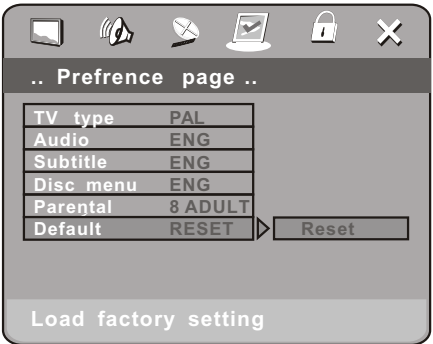 .. Prefrence page ..
TV type PAL
Audio ENG
Subtitle ENG
Disc menu ENG
Parental 8 ADULT
Default RESET Reset
Load factory setting